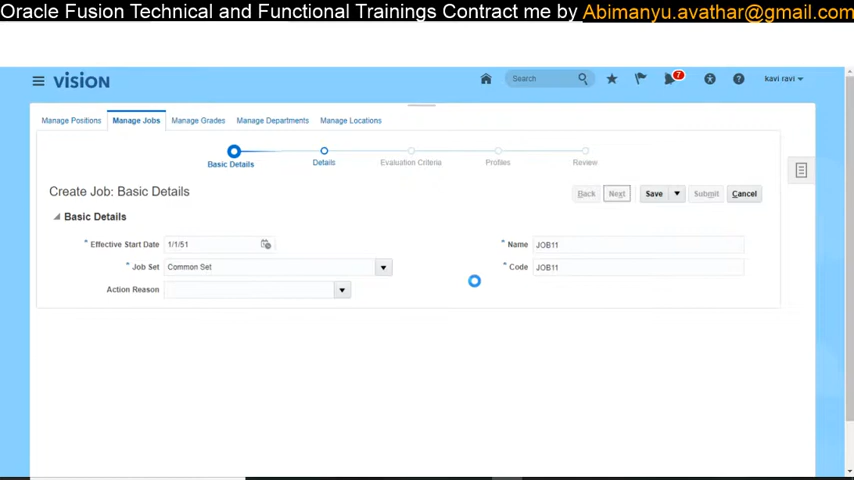 Oracle Fusion Technical and Functional Trainings Contract me by Abimanyu.avathar@gmail.com
VISION
Search
7
?
kavi ravi
Manage Positions Manage Jobs Manage Grades Manage Departments Manage Locations
Basic Details Details Evaluation Criteria Profiles Review
Create Job: Basic Details
Back Next Save Submit Cancel
Basic Details
* Effective Start Date 1/1/51
* Name JOB11
* Job Set Common Set
* Code JOB11
Action Reason